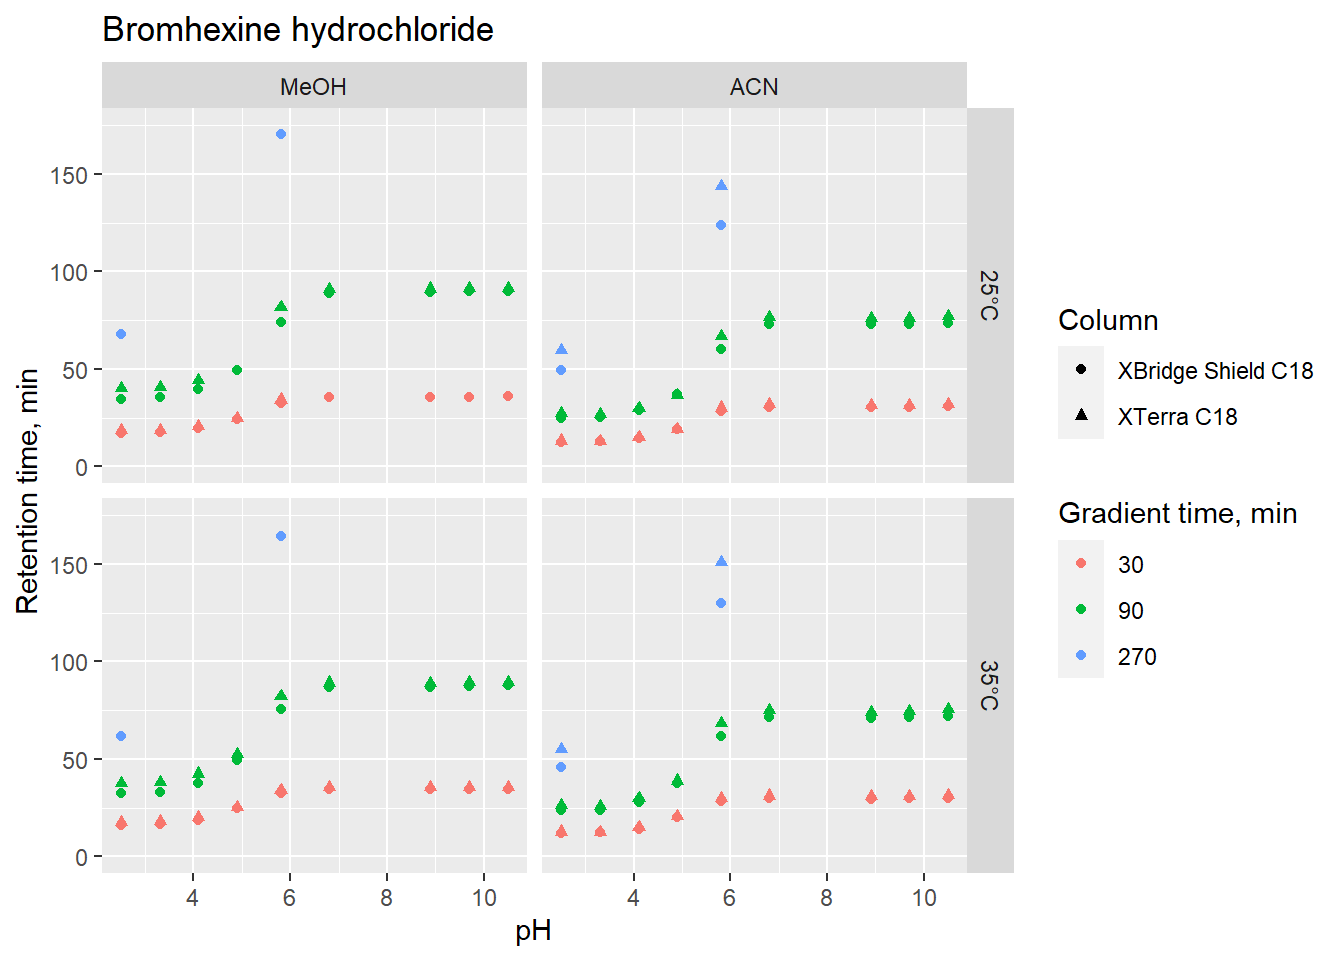 Bromhexine hydrochloride
MeOH
ACN
150
100
50
0
25°C
150
100
50
0
35°C
4
6
8
10
4
6
8
10
pH
Retention time, min
Column
XBridge Shield C18
XTerra C18
Gradient time, min
30
90
270